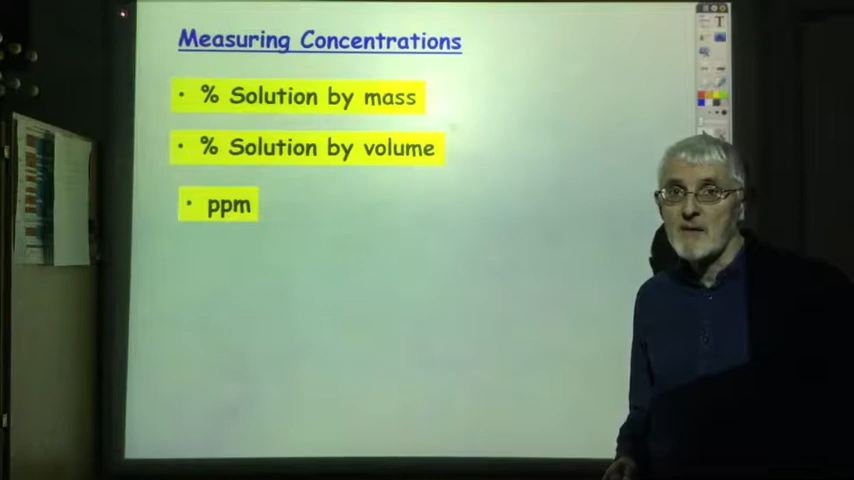 Measuring Concentrations
• % Solution by mass
• % Solution by volume
• ppm
T